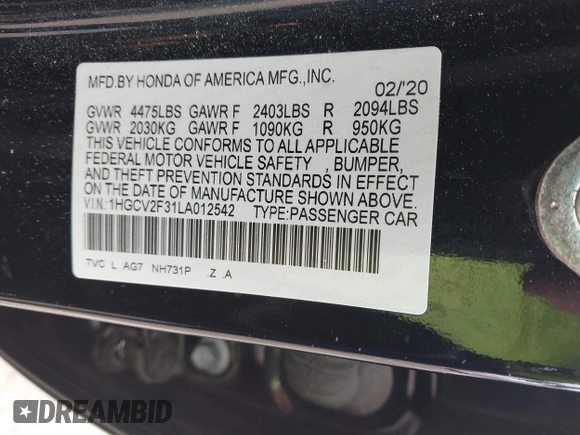 MFD.BY HONDA OF AMERICA MFG.,INC. 02/'20
GVWR 4475LBS GAWR F 2403LBS R 2094LBS
GVWR 2030KG GAWR F 1090KG R 950KG
THIS VEHICLE CONFORMS TO ALL APPLICABLE
FEDERAL MOTOR VEHICLE SAFETY , BUMPER,
AND THEFT PREVENTION STANDARDS IN EFFECT
ON THE DATE OF MANUFACTURE SHOWN ABOVE.
V.I.N.:1HGCV2F31LA012542 TYPE:PASSENGER CAR
TVC L .AG7 NH731P .Z .A
DREAMBID